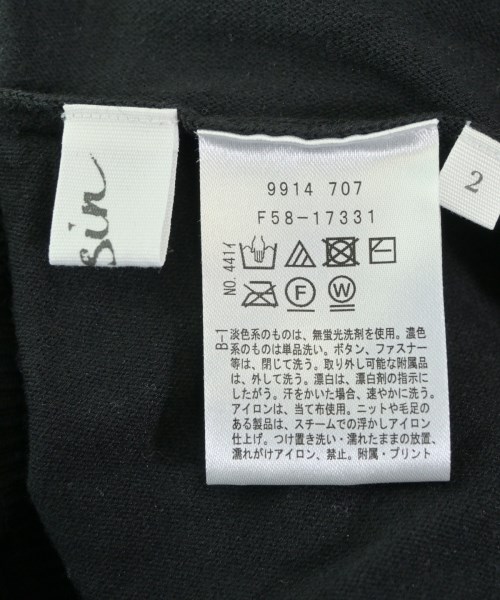 sin
2
9914 707
F58-17331
NO.441イ
F
W
B-1
淡色系のものは、無蛍光洗剤を使用。濃色
系のものは単品洗い。ボタン、ファスナー
等は、閉じて洗う。取り外し可能な附属品
は、外して洗う。漂白は、漂白剤の指示に
したがう。汗をかいた場合、速やかに洗う。
アイロンは、当て布使用。ニットや毛足の
ある製品は、スチームでの浮かしアイロン
仕上げ。つけ置き洗い・濡れたままの放置、
濡れがけアイロン、禁止。附属・プリント